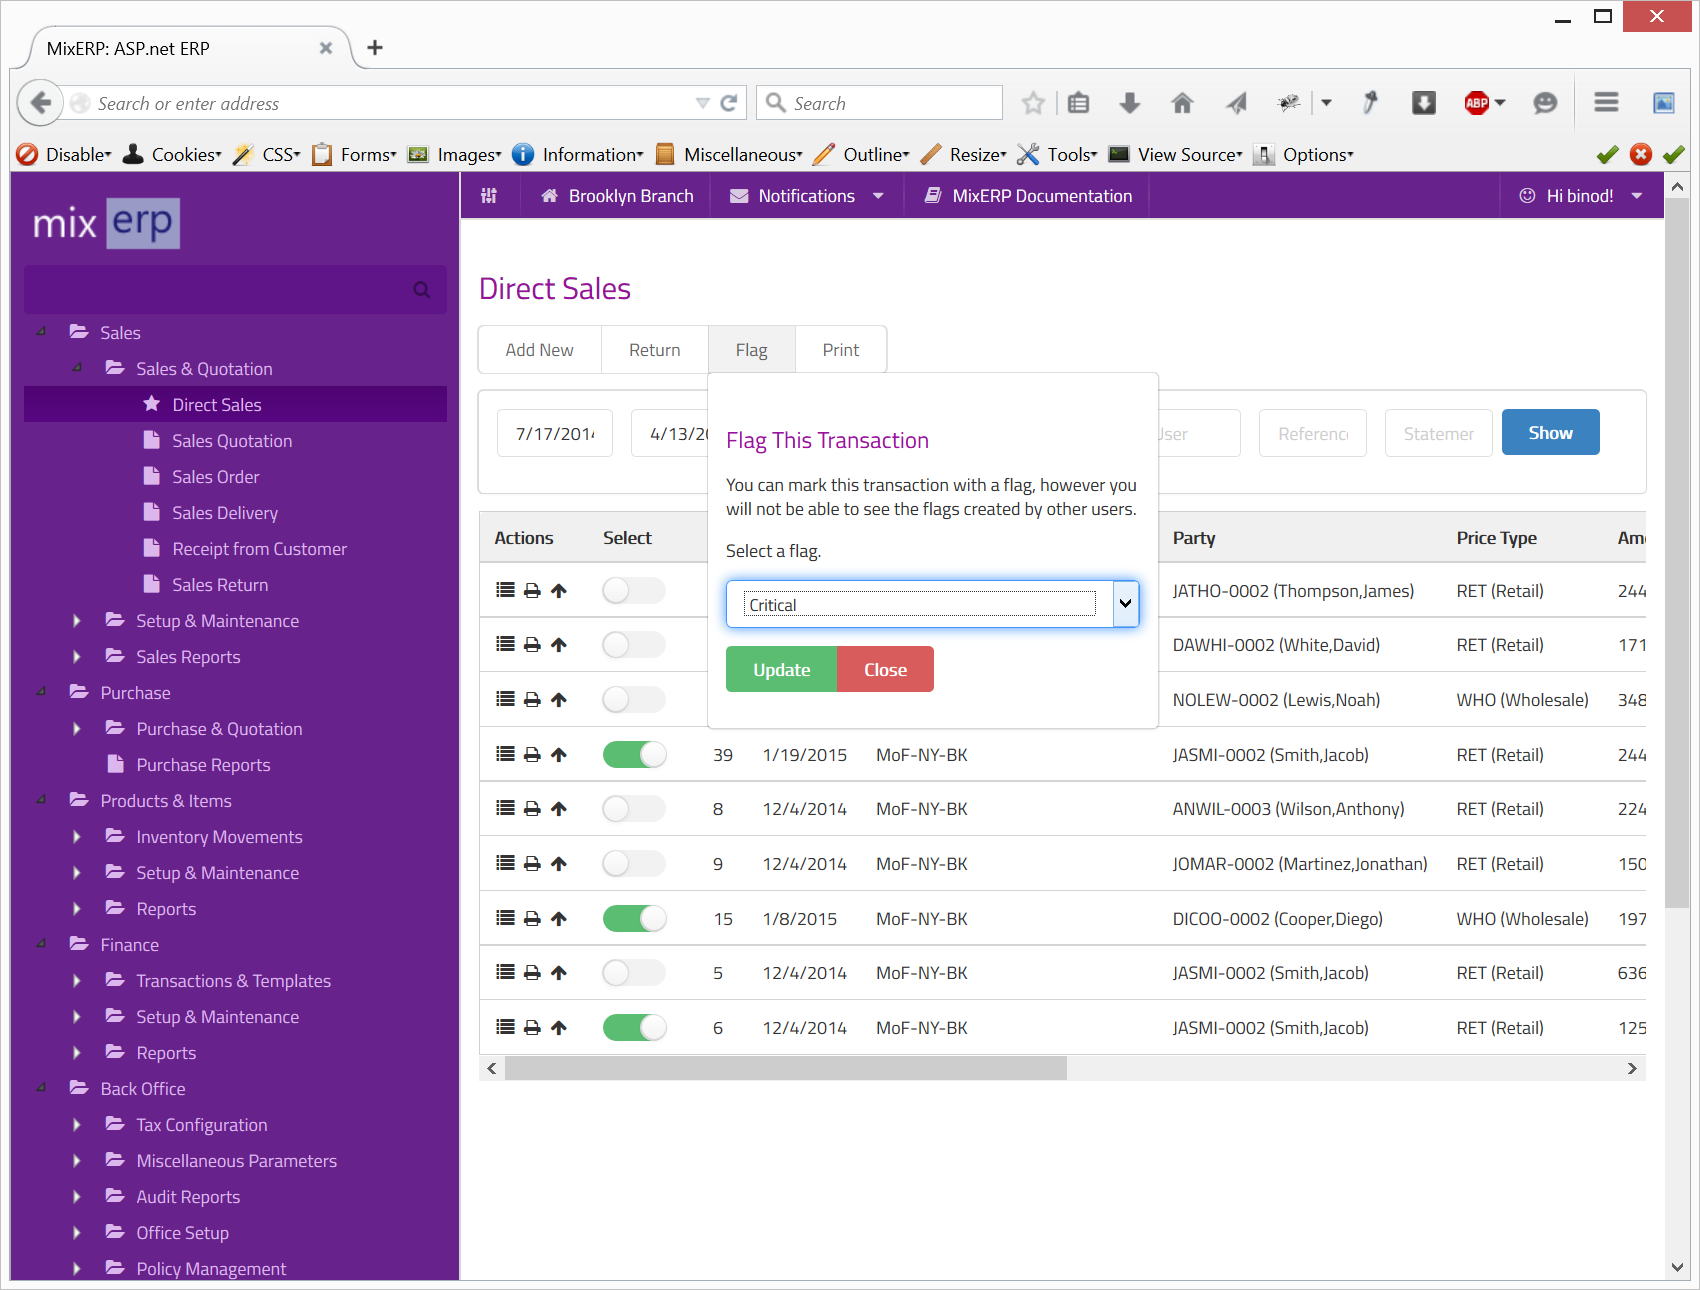 MixERP: ASP.net ERP
Search or enter address
Search
ABP
Disable Cookies CSS Forms Images Information Miscellaneous Outline Resize Tools View Source Options
mix erp
Brooklyn Branch Notifications MixERP Documentation Hi binod!
Sales
Sales & Quotation
Direct Sales
Sales Quotation
Sales Order
Sales Delivery
Receipt from Customer
Sales Return
Setup & Maintenance
Sales Reports
Purchase
Purchase & Quotation
Purchase Reports
Products & Items
Inventory Movements
Setup & Maintenance
Reports
Finance
Transactions & Templates
Setup & Maintenance
Reports
Back Office
Tax Configuration
Miscellaneous Parameters
Audit Reports
Office Setup
Policy Management
Direct Sales
Add New Return Flag Print
7/17/2014 4/13/20 User Referenc Statemer Show
Flag This Transaction
You can mark this transaction with a flag, however you
will not be able to see the flags created by other users.
Select a flag.
Critical
Update Close
Actions Select Party Price Type Am
JATHO-0002 (Thompson,James) RET (Retail) 244
DAWHI-0002 (White,David) RET (Retail) 171
NOLEW-0002 (Lewis,Noah) WHO (Wholesale) 348
39 1/19/2015 MoF-NY-BK JASMI-0002 (Smith,Jacob) RET (Retail) 244
8 12/4/2014 MoF-NY-BK ANWIL-0003 (Wilson,Anthony) RET (Retail) 224
9 12/4/2014 MoF-NY-BK JOMAR-0002 (Martinez,Jonathan) RET (Retail) 150
15 1/8/2015 MoF-NY-BK DICOO-0002 (Cooper,Diego) WHO (Wholesale) 197
5 12/4/2014 MoF-NY-BK JASMI-0002 (Smith,Jacob) RET (Retail) 636
6 12/4/2014 MoF-NY-BK JASMI-0002 (Smith,Jacob) RET (Retail) 125